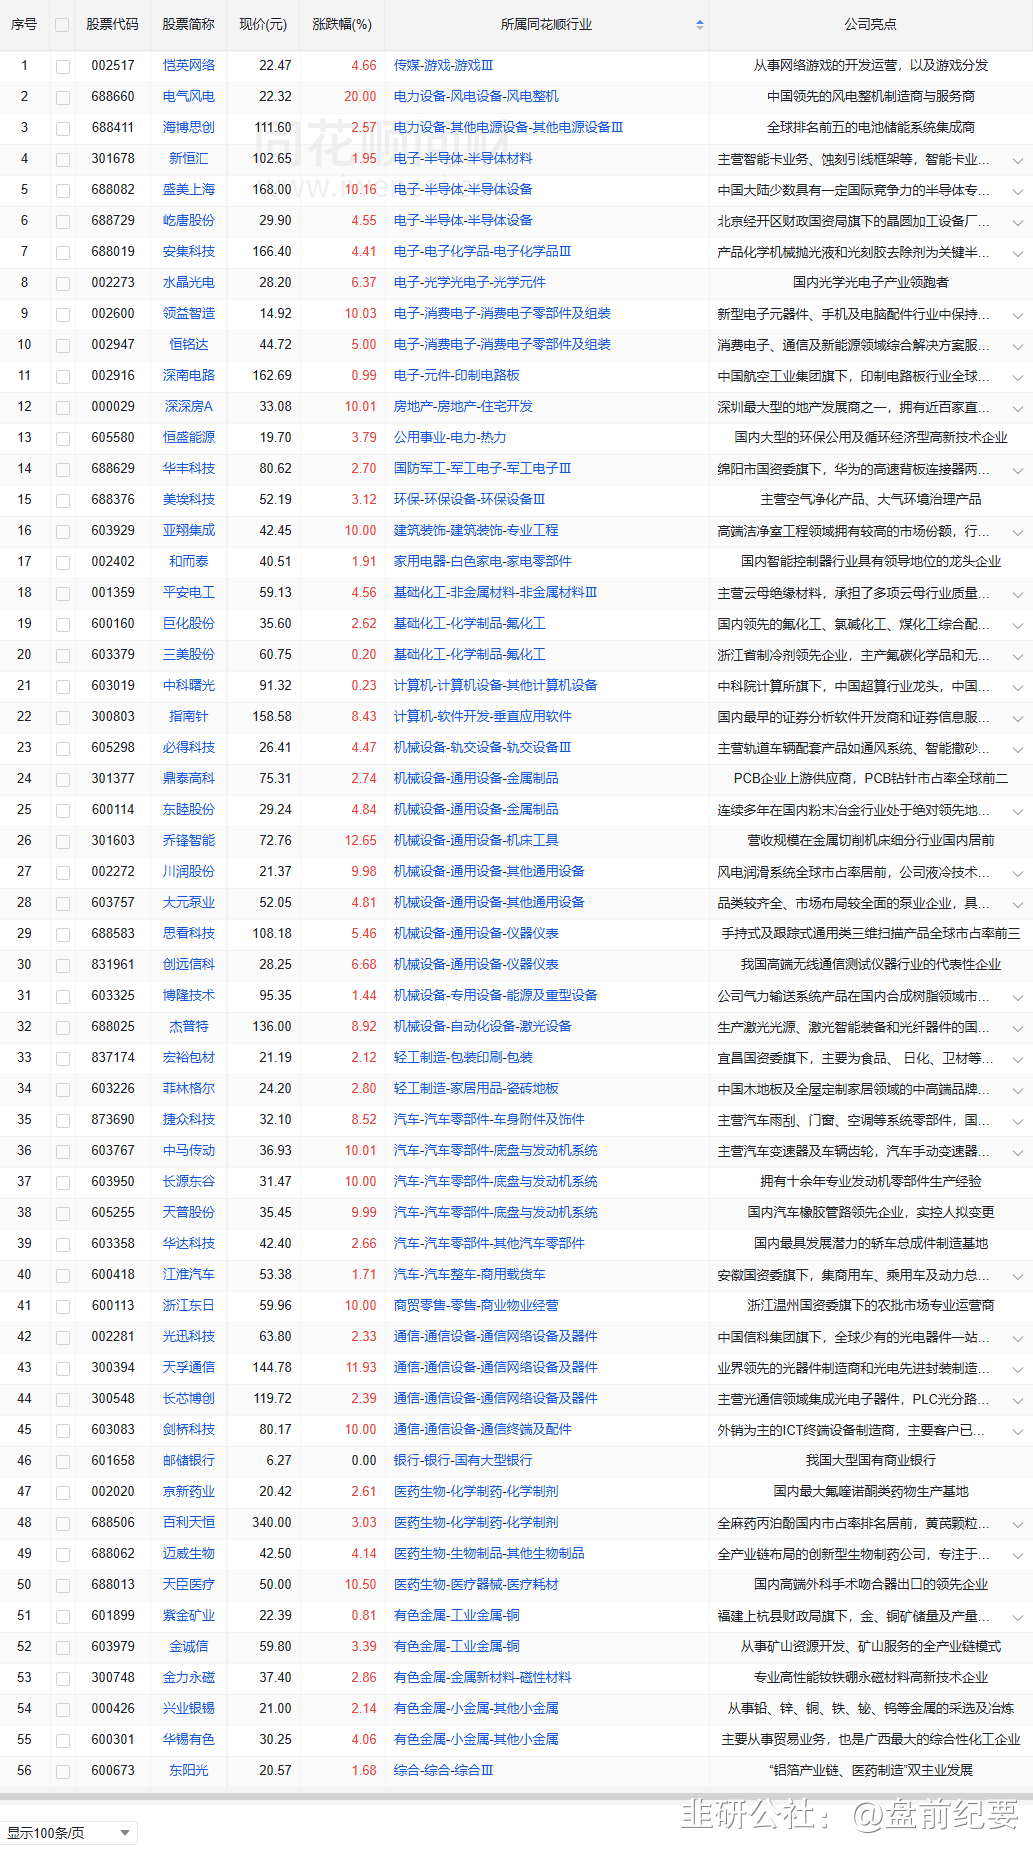 序号 股票代码 股票简称 现价(元) 涨跌幅(%) 所属同花顺行业 公司亮点
1 002517 恺英网络 22.47 4.66 传媒-游戏-游戏Ⅲ 从事网络游戏的开发运营，以及游戏分发
2 688660 电气风电 22.32 20.00 电力设备-风电设备-风电整机 中国领先的风电整机制造商与服务商
3 688411 海博思创 111.60 2.57 电力设备-其他电源设备-其他电源设备Ⅲ 全球排名前五的电池储能系统集成商
4 301678 新恒汇 102.65 1.95 电子-半导体-半导体材料 主营智能卡业务、蚀刻引线框架等，智能卡业...
5 688082 盛美上海 168.00 10.16 电子-半导体-半导体设备 中国大陆少数具有一定国际竞争力的半导体专...
6 688729 屹唐股份 29.90 4.55 电子-半导体-半导体设备 北京经开区财政国资局旗下的晶圆加工设备厂...
7 688019 安集科技 166.40 4.41 电子-电子化学品-电子化学品Ⅲ 产品化学机械抛光液和光刻胶去除剂为关键半...
8 002273 水晶光电 28.20 6.37 电子-光学光电子-光学元件 国内光学光电子产业领跑者
9 002600 领益智造 14.92 10.03 电子-消费电子-消费电子零部件及组装 新型电子元器件、手机及电脑配件行业中保持...
10 002947 恒铭达 44.72 5.00 电子-消费电子-消费电子零部件及组装 消费电子、通信及新能源领域综合解决方案服...
11 002916 深南电路 162.69 0.99 电子-元件-印制电路板 中国航空工业集团旗下，印制电路板行业全球...
12 000029 深深房A 33.08 10.01 房地产-房地产-住宅开发 深圳最大型的地产发展商之一，拥有近百家直...
13 605580 恒盛能源 19.70 3.79 公用事业-电力-热力 国内大型的环保公用及循环经济型高新技术企业
14 688629 华丰科技 80.62 2.70 国防军工-军工电子-军工电子Ⅲ 绵阳市国资委旗下，华为的高速背板连接器两...
15 688376 美埃科技 52.19 3.12 环保-环保设备-环保设备Ⅲ 主营空气净化产品、大气环境治理产品
16 603929 亚翔集成 42.45 10.00 建筑装饰-建筑装饰-专业工程 高端洁净室工程领域拥有较高的市场份额，行...
17 002402 和而泰 40.51 1.91 家用电器-白色家电-家电零部件 国内智能控制器行业具有领导地位的龙头企业
18 001359 平安电工 59.13 4.56 基础化工-非金属材料-非金属材料Ⅲ 主营云母绝缘材料，承担了多项云母行业质量...
19 600160 巨化股份 35.60 2.62 基础化工-化学制品-氟化工 国内领先的氟化工、氯碱化工、煤化工综合配...
20 603379 三美股份 60.75 0.20 基础化工-化学制品-氟化工 浙江省制冷剂领先企业，主产氟碳化学品和无...
21 603019 中科曙光 91.32 0.23 计算机-计算机设备-其他计算机设备 中科院计算所旗下，中国超算行业龙头，中国...
22 300803 指南针 158.58 8.43 计算机-软件开发-垂直应用软件 国内最早的证券分析软件开发商和证券信息服...
23 605298 必得科技 26.41 4.47 机械设备-轨交设备-轨交设备Ⅲ 主营轨道车辆配套产品如通风系统、智能撒砂...
24 301377 鼎泰高科 75.31 2.74 机械设备-通用设备-金属制品 PCB企业上游供应商，PCB钻针市占率全球前二
25 600114 东睦股份 29.24 4.84 机械设备-通用设备-金属制品 连续多年在国内粉末冶金行业处于绝对领先地...
26 301603 乔锋智能 72.76 12.65 机械设备-通用设备-机床工具 营收规模在金属切削机床细分行业国内居前
27 002272 川润股份 21.37 9.98 机械设备-通用设备-其他通用设备 风电润滑系统全球市占率居前，公司液冷技术...
28 603757 大元泵业 52.05 4.81 机械设备-通用设备-其他通用设备 品类较齐全、市场布局较全面的泵业企业，具...
29 688583 思看科技 108.18 5.46 机械设备-通用设备-仪器仪表 手持式及跟踪式通用类三维扫描产品全球市占率前三
30 831961 创远信科 28.25 6.68 机械设备-通用设备-仪器仪表 我国高端无线通信测试仪器行业的代表性企业
31 603325 博隆技术 95.35 1.44 机械设备-专用设备-能源及重型设备 公司气力输送系统产品在国内合成树脂领域市...
32 688025 杰普特 136.00 8.92 机械设备-自动化设备-激光设备 生产激光光源、激光智能装备和光纤器件的国...
33 837174 宏裕包材 21.19 2.12 轻工制造-包装印刷-包装 宜昌国资委旗下，主要为食品、日化、卫材等...
34 603226 菲林格尔 24.20 2.80 轻工制造-家居用品-瓷砖地板 中国木地板及全屋定制家居领域的中高端品牌...
35 873690 捷众科技 32.10 8.52 汽车-汽车零部件-车身附件及饰件 主营汽车雨刮、门窗、空调等系统零部件，国...
36 603767 中马传动 36.93 10.01 汽车-汽车零部件-底盘与发动机系统 主营汽车变速器及车辆齿轮，汽车手动变速器...
37 603950 长源东谷 31.47 10.00 汽车-汽车零部件-底盘与发动机系统 拥有十余年专业发动机零部件生产经验
38 605255 天普股份 35.45 9.99 汽车-汽车零部件-底盘与发动机系统 国内汽车橡胶管路领先企业，实控人拟变更
39 603358 华达科技 42.40 2.66 汽车-汽车零部件-其他汽车零部件 国内最具发展潜力的轿车总成件制造基地
40 600418 江淮汽车 53.38 1.71 汽车-汽车整车-商用载货车 安徽国资委旗下，集商用车、乘用车及动力总...
41 600113 浙江东日 59.96 10.00 商贸零售-零售-商业物业经营 浙江温州国资委旗下的农批市场专业运营商
42 002281 光迅科技 63.80 2.33 通信-通信设备-通信网络设备及器件 中国信科集团旗下，全球少有的光电器件一站...
43 300394 天孚通信 144.78 11.93 通信-通信设备-通信网络设备及器件 业界领先的光器件制造商和光电先进封装制造...
44 300548 长芯博创 119.72 2.39 通信-通信设备-通信网络设备及器件 主营光通信领域集成光电子器件，PLC光分路...
45 603083 剑桥科技 80.17 10.00 通信-通信设备-通信终端及配件 外销为主的ICT终端设备制造商，主要客户已...
46 601658 邮储银行 6.27 0.00 银行-银行-国有大型银行 我国大型国有商业银行
47 002020 京新药业 20.42 2.61 医药生物-化学制药-化学制剂 国内最大氟喹诺酮类药物生产基地
48 688506 百利天恒 340.00 3.03 医药生物-化学制药-化学制剂 全麻药丙泊酚国内市占率排名居前，黄芪颗粒...
49 688062 迈威生物 42.50 4.14 医药生物-生物制品-其他生物制品 全产业链布局的创新型生物制药公司，专注于...
50 688013 天臣医疗 50.00 10.50 医药生物-医疗器械-医疗耗材 国内高端外科手术吻合器出口的领先企业
51 601899 紫金矿业 22.39 0.81 有色金属-工业金属-铜 福建上杭县财政局旗下，金、铜矿储量及产量...
52 603979 金诚信 59.80 3.39 有色金属-工业金属-铜 从事矿山资源开发、矿山服务的全产业链模式
53 300748 金力永磁 37.40 2.86 有色金属-金属新材料-磁性材料 专业高性能钕铁硼永磁材料高新技术企业
54 000426 兴业银锡 21.00 2.14 有色金属-小金属-其他小金属 从事铅、锌、铜、铁、铋、钨等金属的采选及冶炼
55 600301 华锡有色 30.25 4.06 有色金属-小金属-其他小金属 主要从事贸易业务，也是广西最大的综合性化工企业
56 600673 东阳光 20.57 1.68 综合-综合-综合Ⅲ “铝箔产业链、医药制造”双主业发展
韭研公社：@盘前纪要
显示100条/页